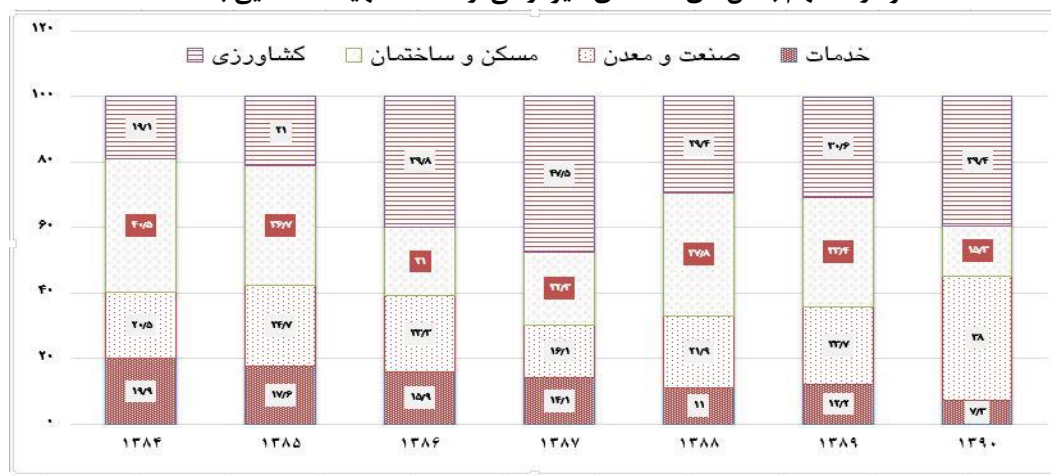 ۱۲۰
خدمات صنعت و معدن مسکن و ساختمان کشاورزی
۱۰۰
۱۹/۱ ۲۱ ۳۹/۸ ۴۷/۵ ۲۹/۴ ۳۰/۶ ۳۹/۴
۸۰
۶۰
۴۰/۵ ۳۶/۷ ۲۱ ۲۲/۳ ۳۷/۸ ۳۳/۴ ۱۵/۳
۴۰
۲۰/۵ ۲۴/۷ ۲۳/۳ ۱۶/۱ ۲۱/۹ ۲۳/۷ ۳۸
۲۰
۱۹/۹ ۱۷/۶ ۱۵/۹ ۱۴/۱ ۱۱ ۱۲/۲ ۷/۳
۰
۱۳۸۴ ۱۳۸۵ ۱۳۸۶ ۱۳۸۷ ۱۳۸۸ ۱۳۸۹ ۱۳۹۰